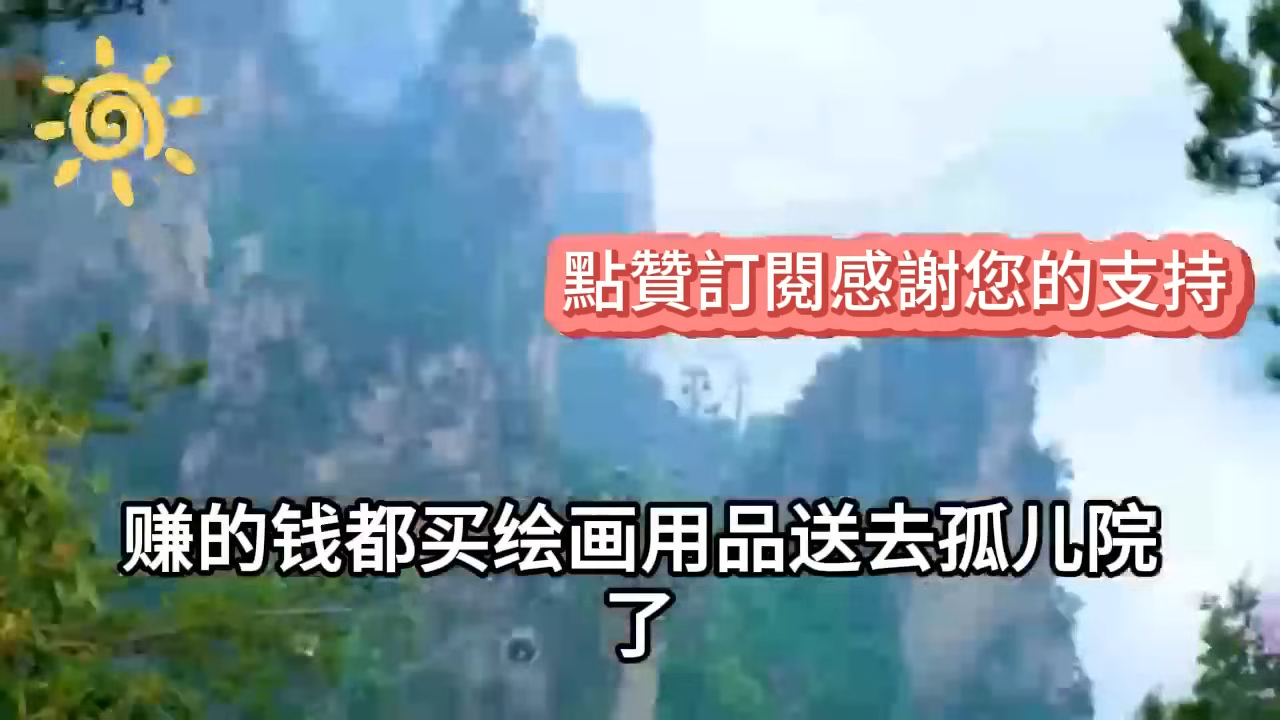 點贊訂閱感謝您的支持
赚的钱都买绘画用品送去孤儿院
了